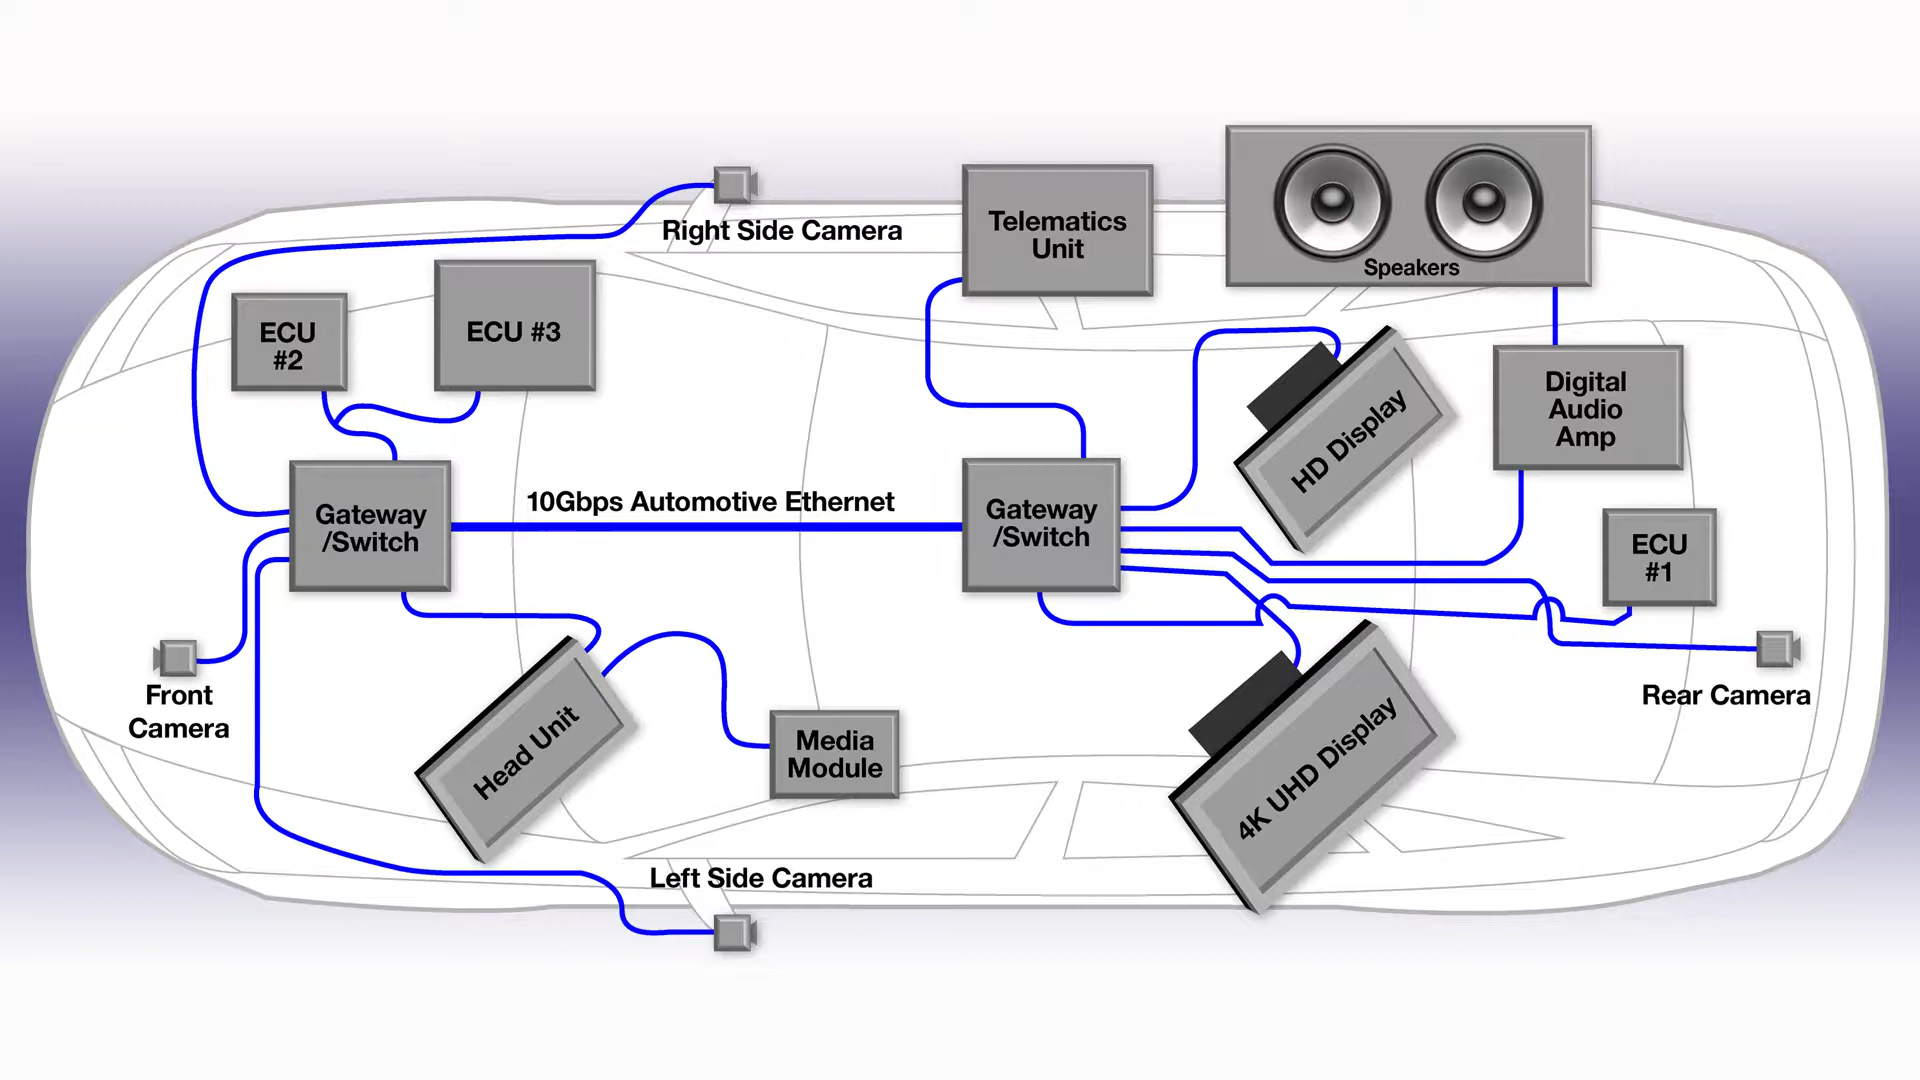 Right Side Camera
Telematics
Unit
Speakers
ECU
#2
ECU #3
HD Display
Digital
Audio
Amp
Gateway
/Switch
10Gbps Automotive Ethernet
Gateway
/Switch
ECU
#1
Front
Camera
Head Unit
Media
Module
4K UHD Display
Rear Camera
Left Side Camera